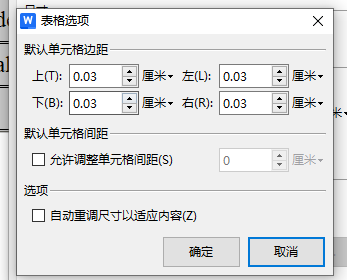 W 表格选项
默认单元格边距
上(T): 0.03 厘米 左(L): 0.03 厘米
下(B): 0.03 厘米 右(R): 0.03 厘米
默认单元格间距
允许调整单元格间距(S) 0 厘米
选项
自动重调尺寸以适应内容(Z)
确定 取消